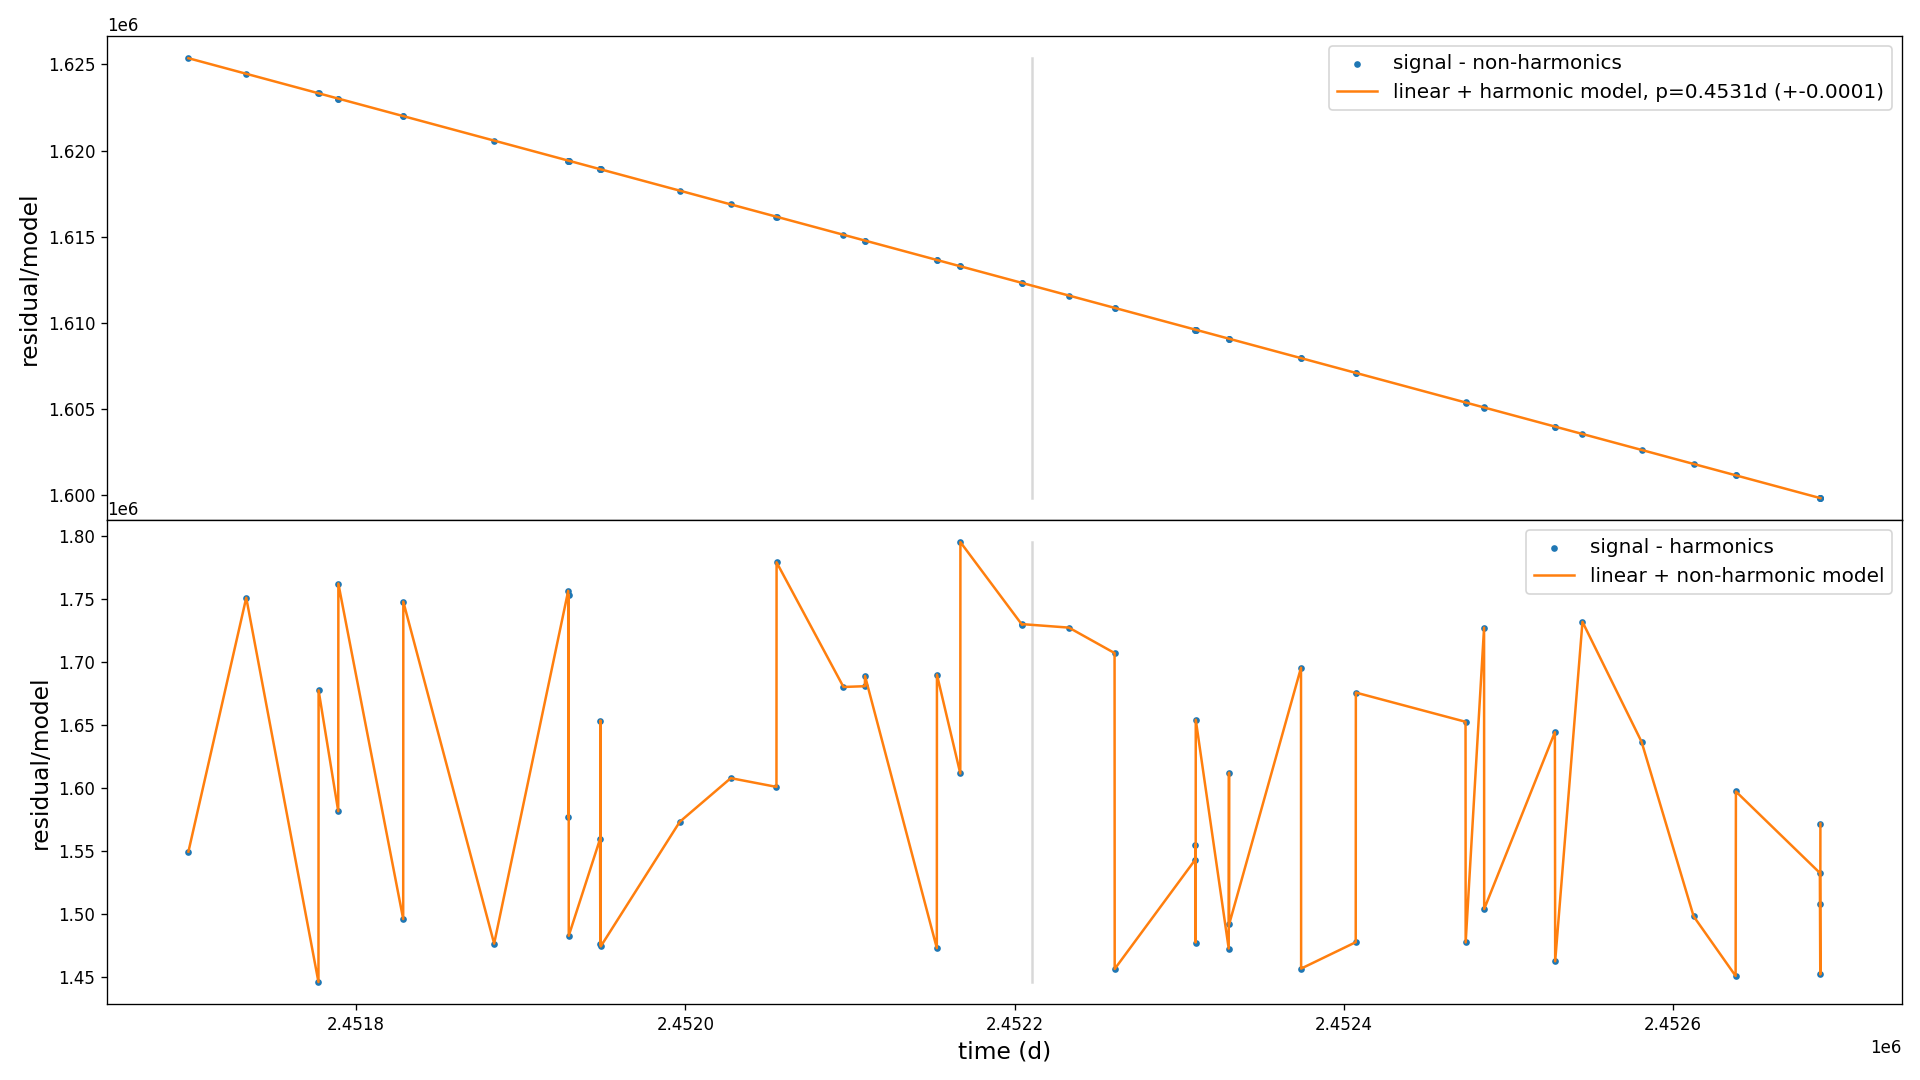 1e6
1.625
1.620
1.615
1.610
1.605
1.600
residual/model
signal - non-harmonics
linear + harmonic model, p=0.4531d (+-0.0001)
1e6
1.80
1.75
1.70
1.65
1.60
1.55
1.50
1.45
residual/model
signal - harmonics
linear + non-harmonic model
2.4518 2.4520 2.4522 2.4524 2.4526
1e6
time (d)